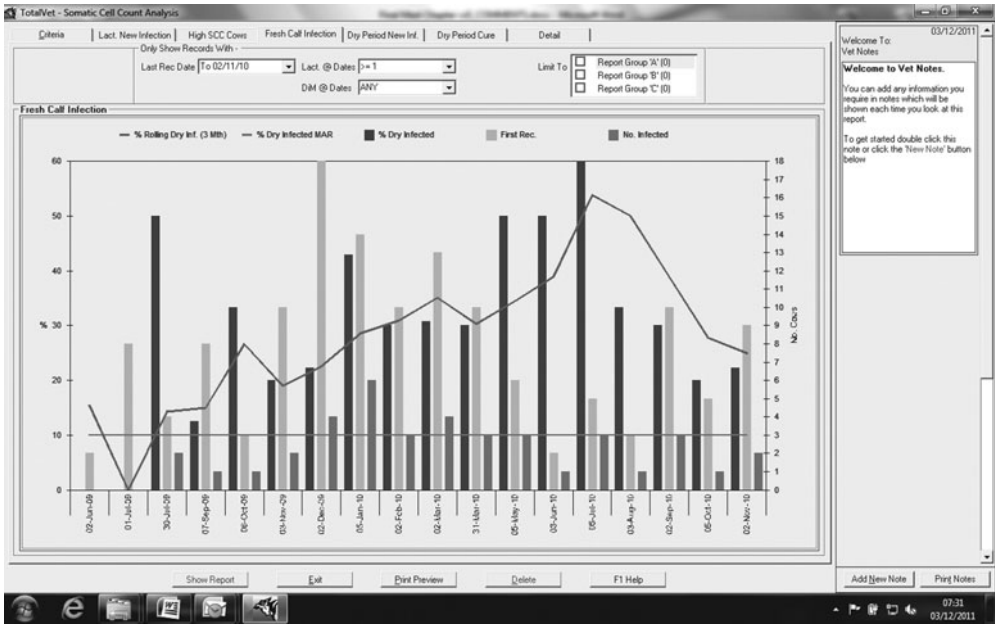 TotalVet - Somatic Cell Count Analysis
Criteria Lact. New Infection High SCC Cows Fresh Calf Infection Dry Period New Inf. Dry Period Cure Detail
Only Show Records With -
Last Rec Date To 02/11/10 Lact. @ Dates >= 1 Limit To Report Group 'A' (0)
Report Group 'B' (0)
DiM @ Dates ANY Report Group 'C' (0)
Fresh Calf Infection
% Rolling Dry Inf. (3 Mth) % Dry Infected MAR % Dry Infected First Rec. No. Infected
60
50
40
% 30
20
10
0
18
17
16
15
14
13
12
11
10
9
8
7
6
5
4
3
2
1
0
No. Cows
02-Jun-09
01-Jul-09
30-Jul-09
07-Sep-09
06-Oct-09
03-Nov-09
02-Dec-09
05-Jan-10
02-Feb-10
02-Mar-10
31-Mar-10
05-May-10
03-Jun-10
05-Jul-10
03-Aug-10
02-Sep-10
05-Oct-10
02-Nov-10
Show Report Exit Print Preview Delete F1 Help
03/12/2011
Welcome To:
Vet Notes
Welcome to Vet Notes.
You can add any information you
require in notes which will be
shown each time you look at this
report.
To get started double click this
note or click the 'New Note' button
below
Add New Note Print Notes
07:31
03/12/2011